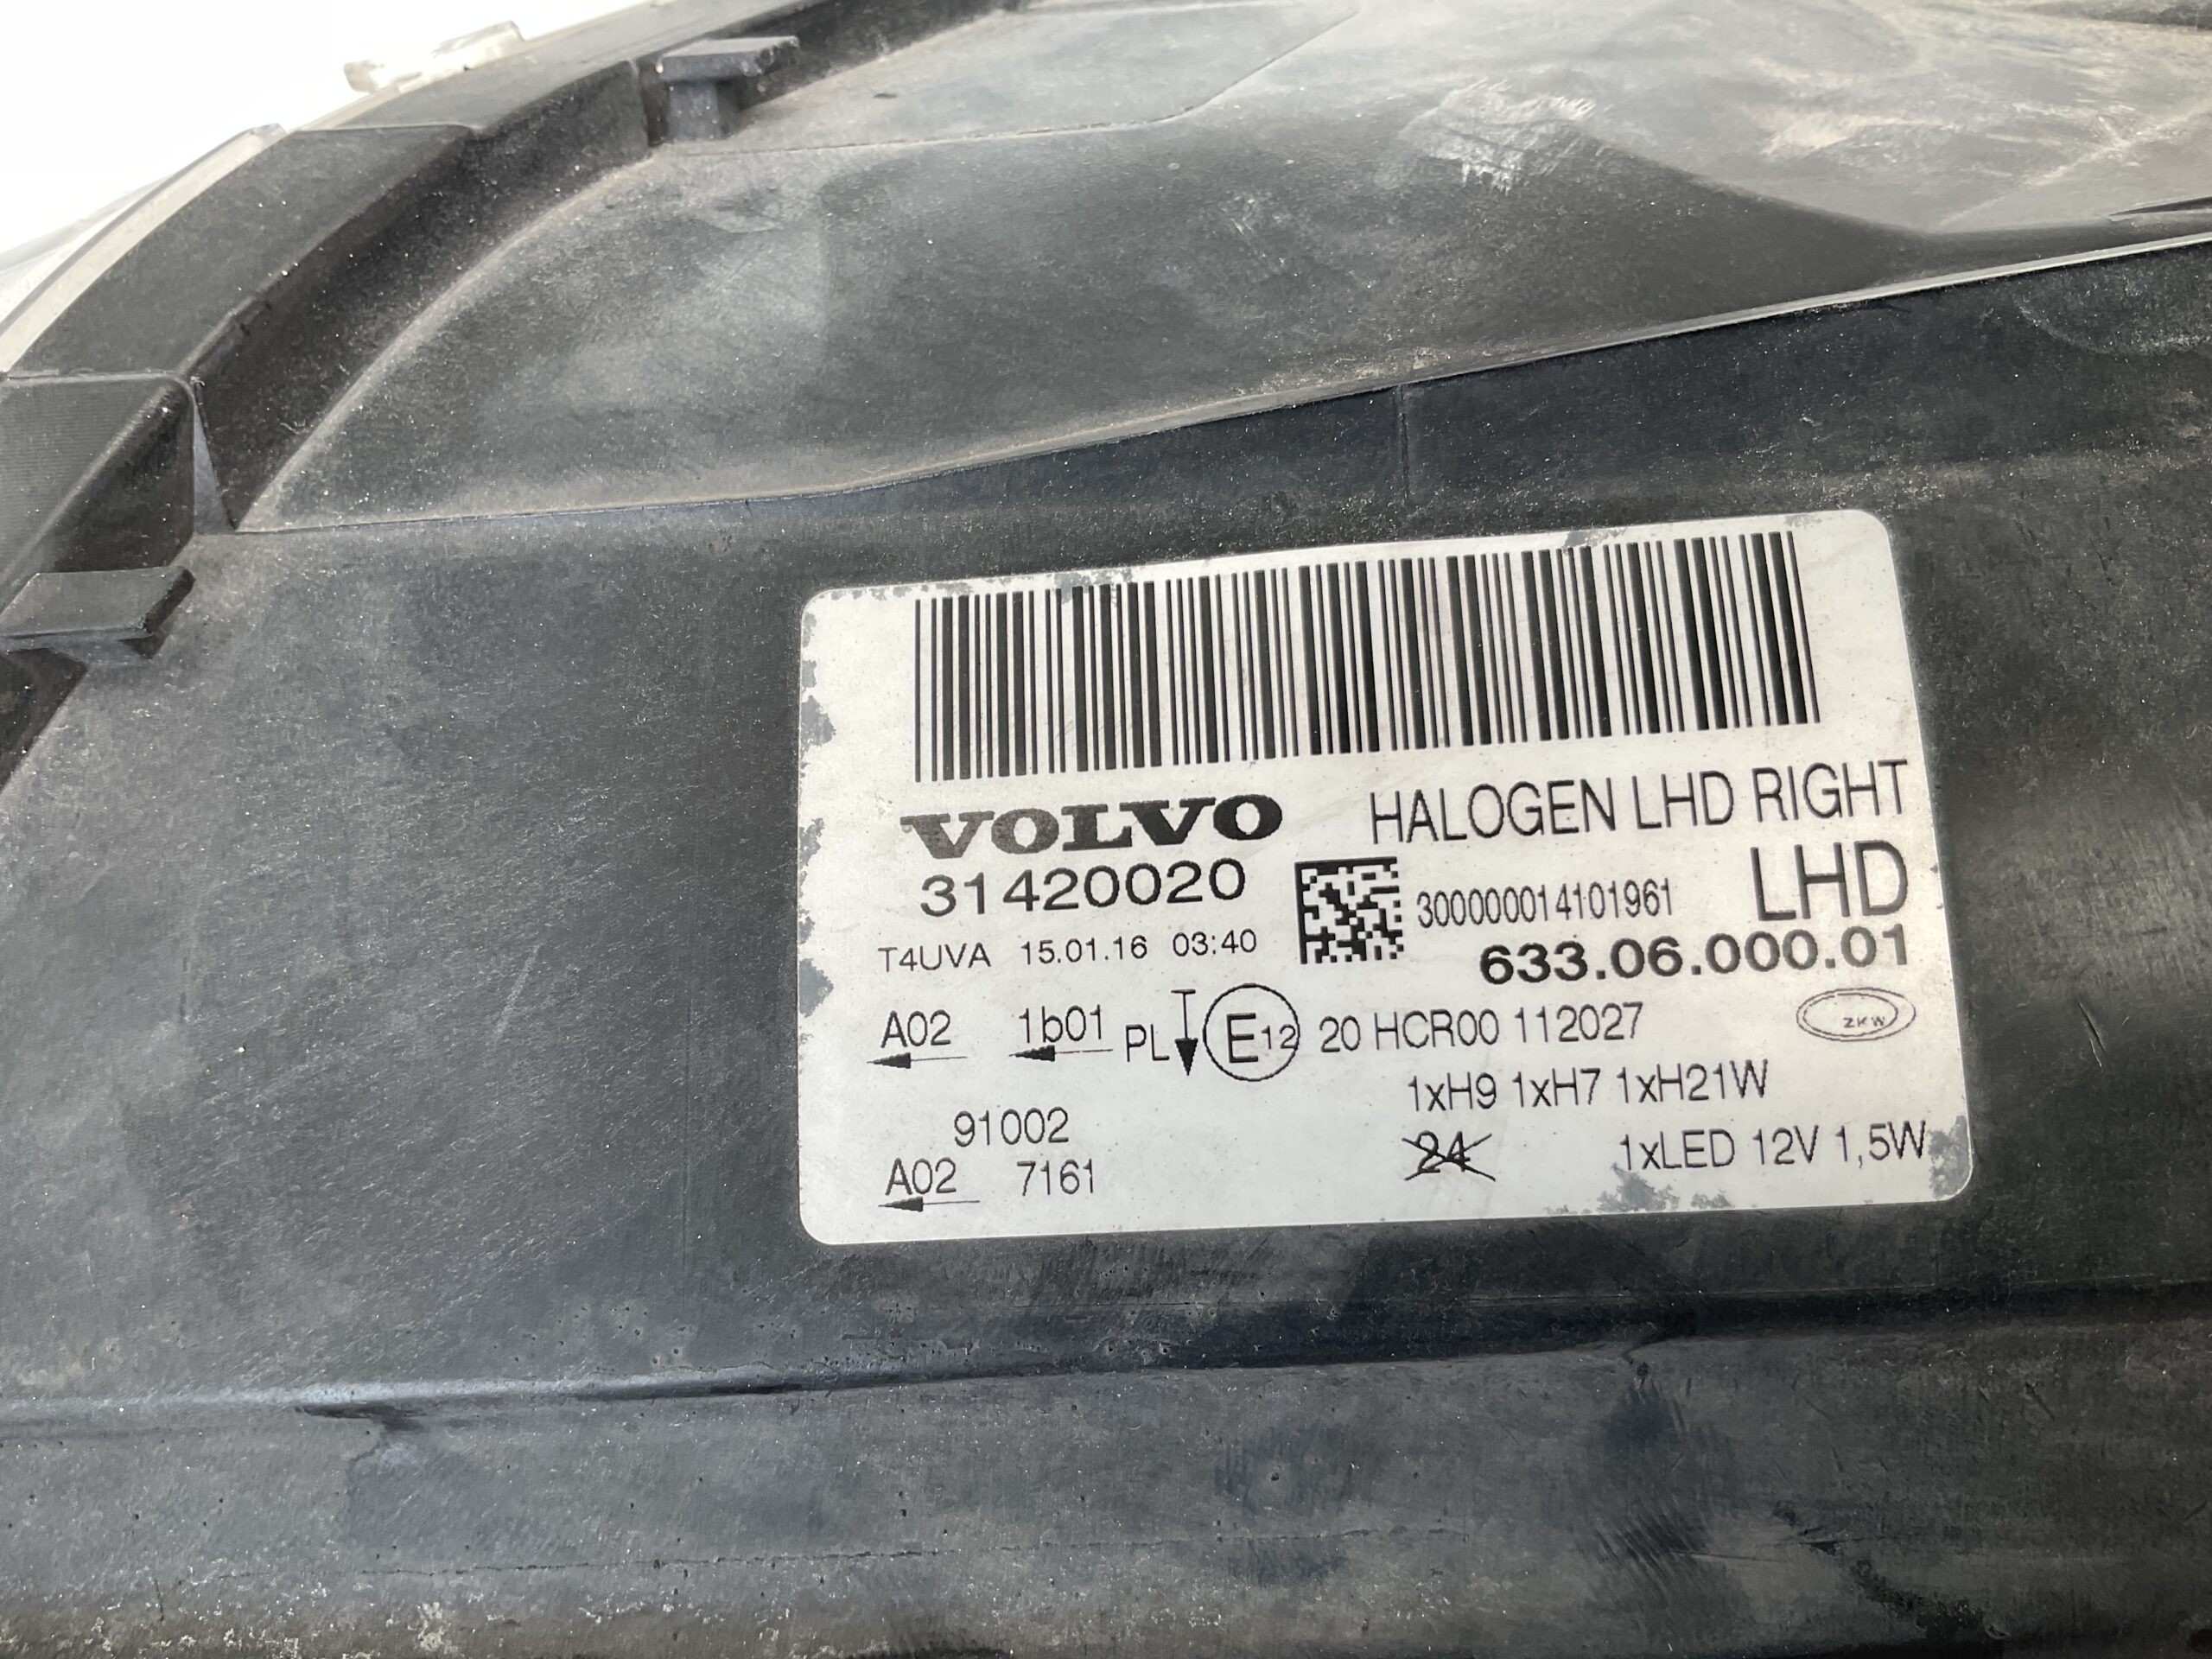 VOLVO HALOGEN LHD RIGHT
31420020 300000014101961 LHD
T4UVA 15.01.16 03:40 633.06.000.01
A02 1b01 PL E12 20 HCR00 112027 ZKW
1xH9 1xH7 1xH21W
91002 24 1xLED 12V 1,5W
A02 7161